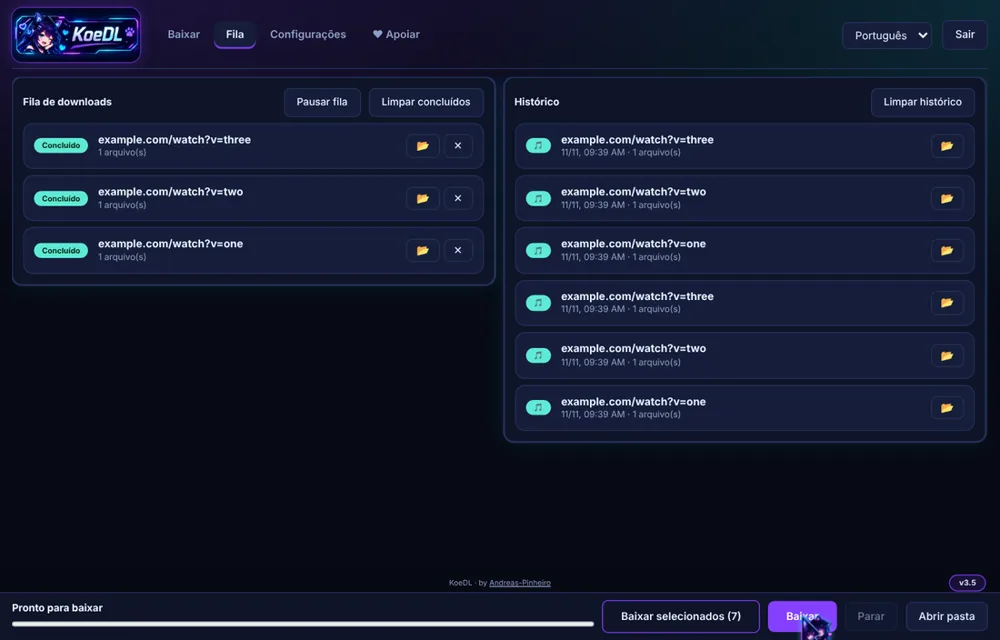 KoeDL
Baixar
Fila
Configurações
♥ Apoiar
Português
Sair
Fila de downloads
Pausar fila
Limpar concluídos
Concluído
example.com/watch?v=three
1 arquivo(s)
Concluído
example.com/watch?v=two
1 arquivo(s)
Concluído
example.com/watch?v=one
1 arquivo(s)
Histórico
Limpar histórico
example.com/watch?v=three
11/11, 09:39 AM · 1 arquivo(s)
example.com/watch?v=two
11/11, 09:39 AM · 1 arquivo(s)
example.com/watch?v=one
11/11, 09:39 AM · 1 arquivo(s)
example.com/watch?v=three
11/11, 09:39 AM · 1 arquivo(s)
example.com/watch?v=two
11/11, 09:39 AM · 1 arquivo(s)
example.com/watch?v=one
11/11, 09:39 AM · 1 arquivo(s)
KoeDL · by Andreas-Pinheiro
v3.5
Pronto para baixar
Baixar selecionados (7)
Baixar
Parar
Abrir pasta